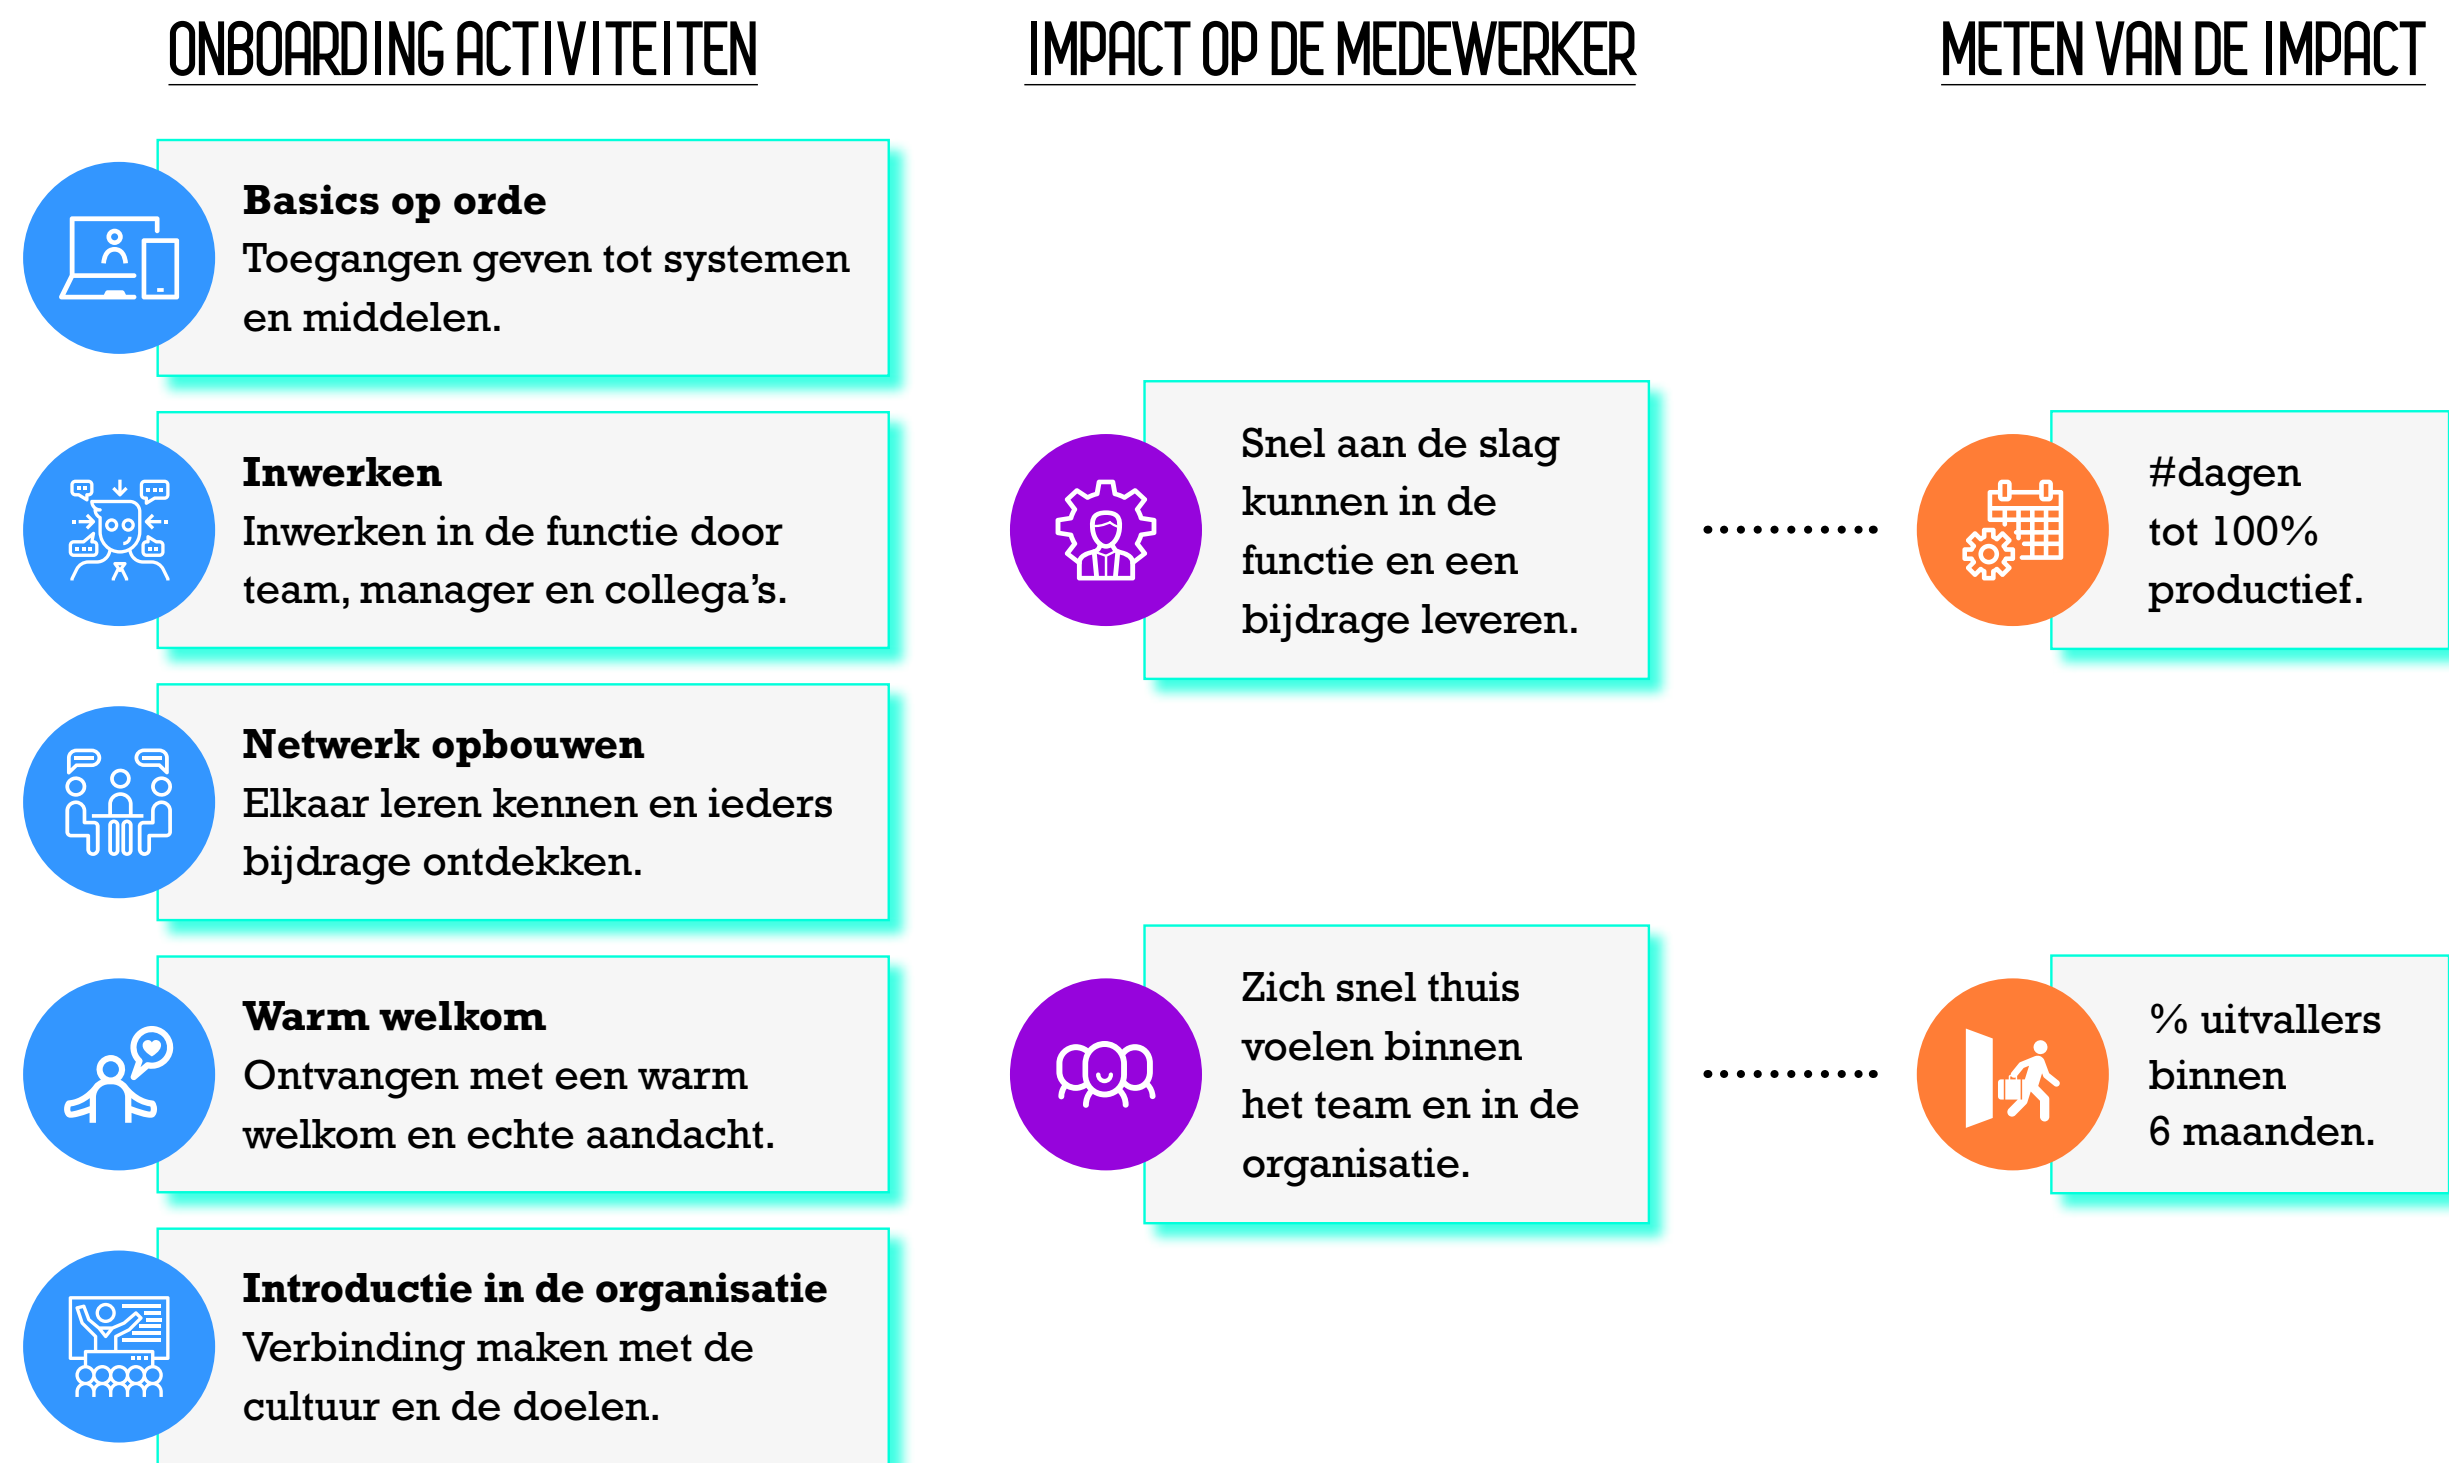 ONBOARDING ACTIVITEITEN
Basics op orde
Toegangen geven tot systemen
en middelen.
Inwerken
Inwerken in de functie door
team, manager en collega’s.
Netwerk opbouwen
Elkaar leren kennen en ieders
bijdrage ontdekken.
Warm welkom
Ontvangen met een warm
welkom en echte aandacht.
Introductie in de organisatie
Verbinding maken met de
cultuur en de doelen.
IMPACT OP DE MEDEWERKER
Snel aan de slag
kunnen in de
functie en een
bijdrage leveren.
Zich snel thuis
voelen binnen
het team en in de
organisatie.
METEN VAN DE IMPACT
#dagen
tot 100%
productief.
% uitvallers
binnen
6 maanden.